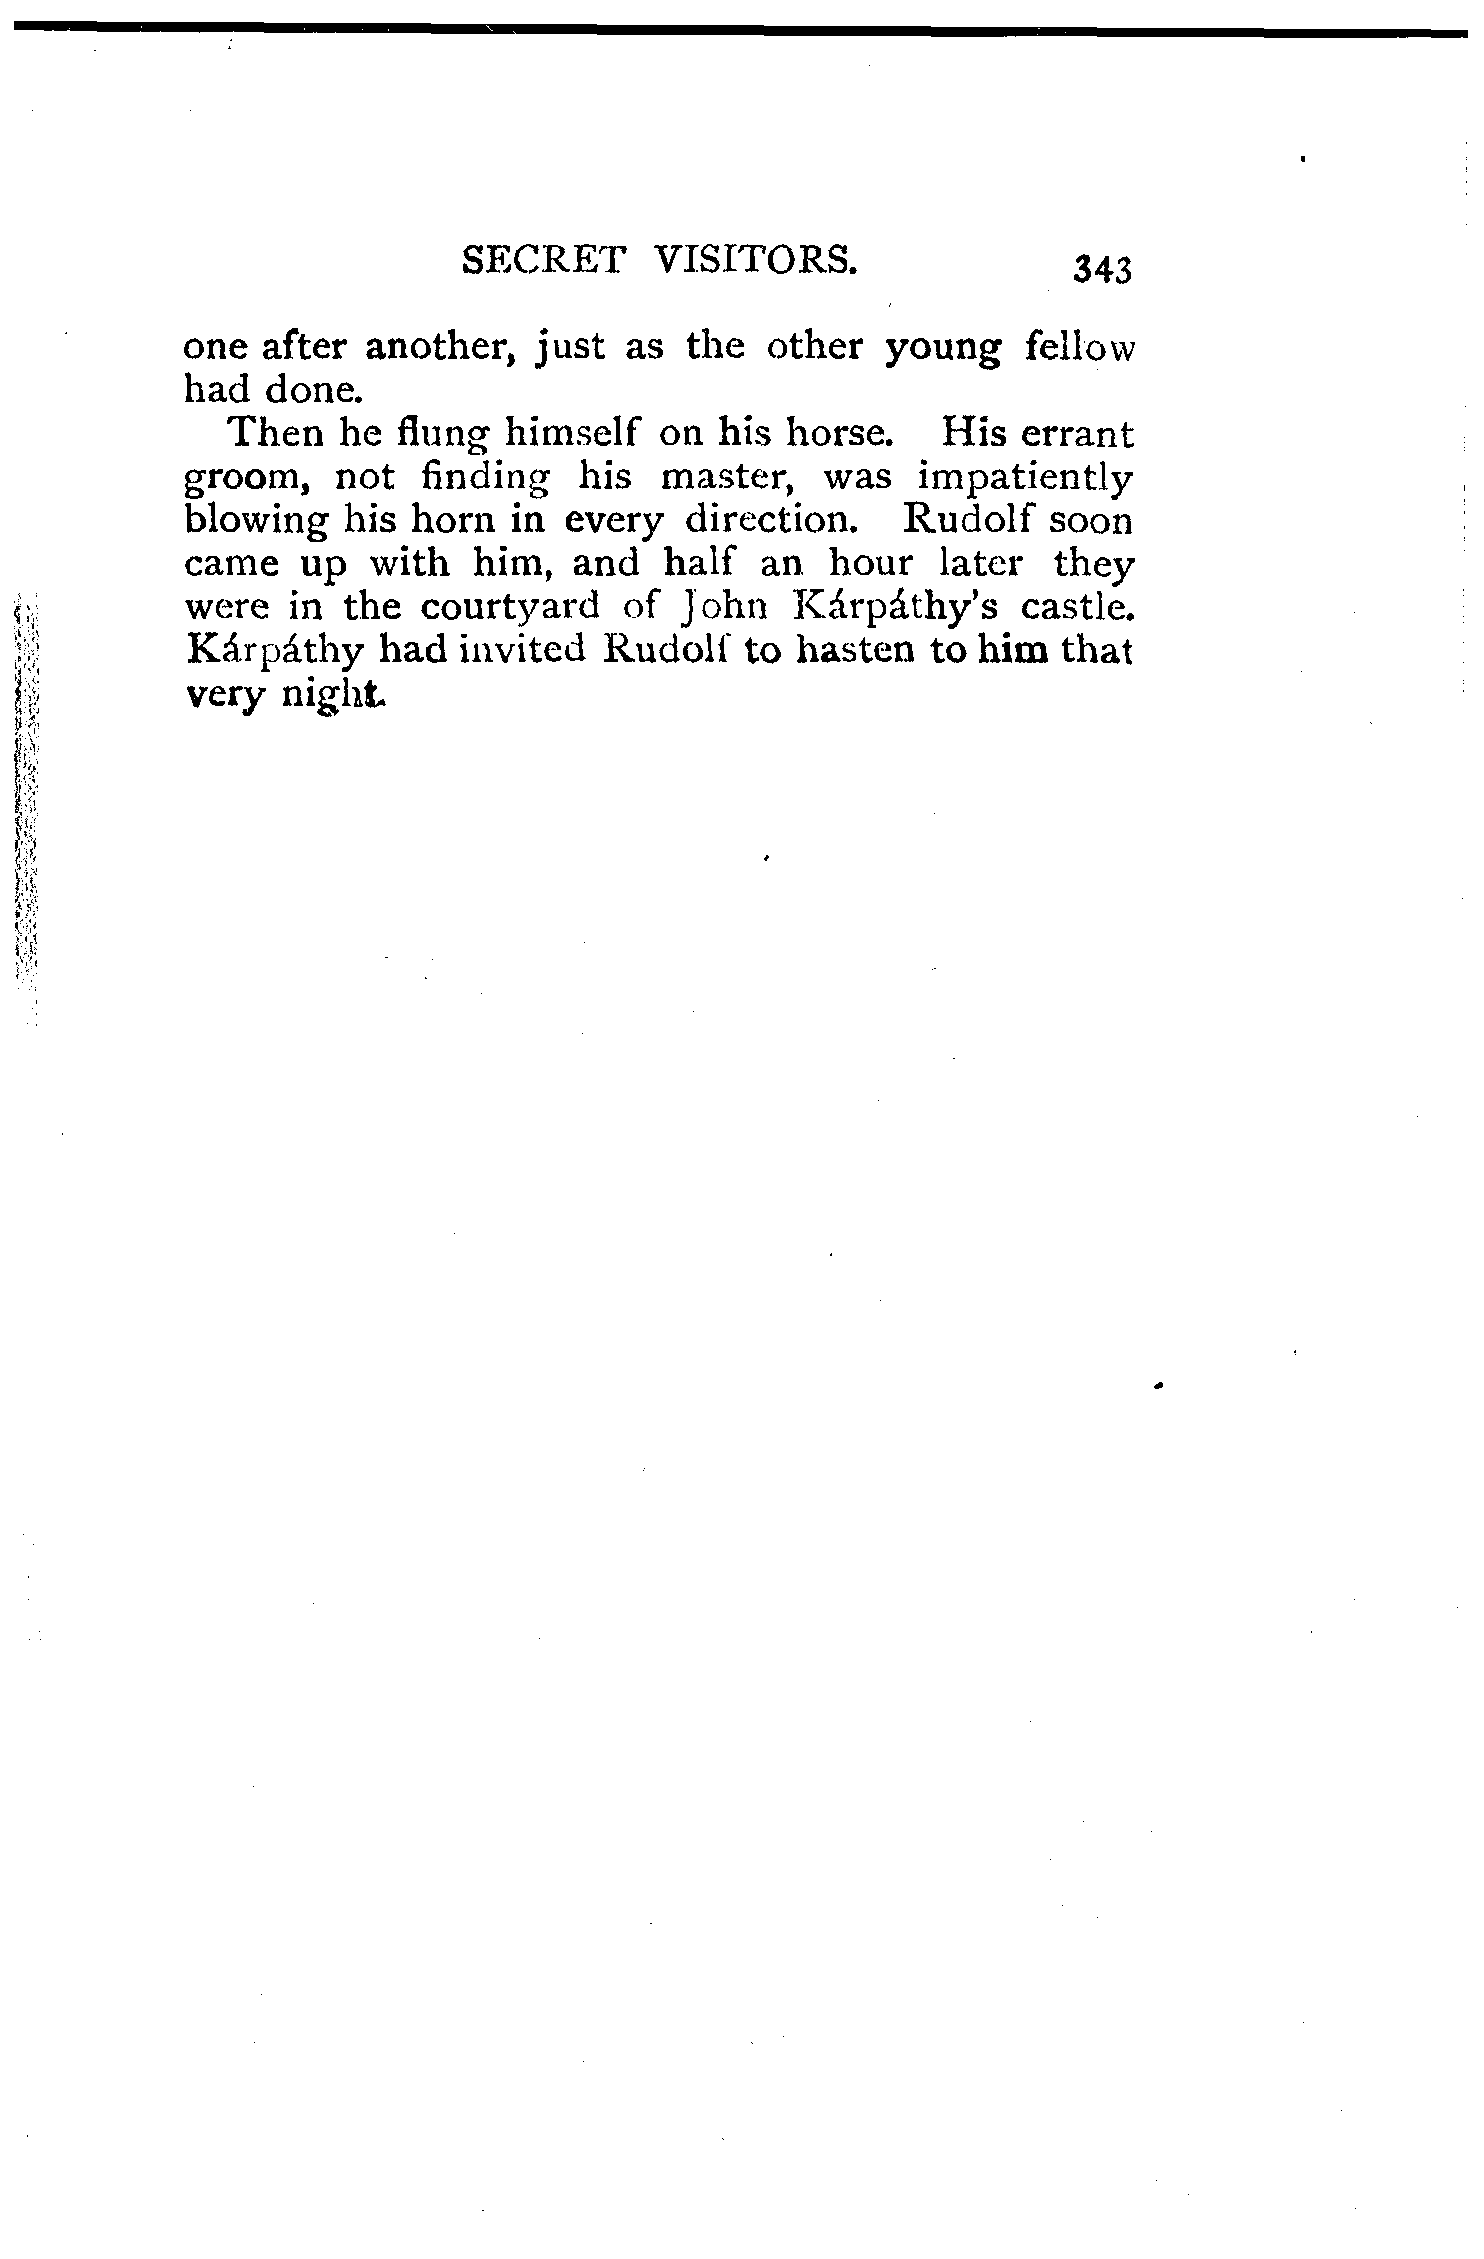 SECRET VISITORS. 343
one after another, just as the other young fellow
had done.
Then he flung himself on his horse. His errant
groom, not finding his master, was impatiently
blowing his horn in every direction. Rudolf soon
came up with him, and half an hour later they
were in the courtyard of John Kárpáthy's castle.
Kárpáthy had invited Rudolf to hasten to him that
very night.